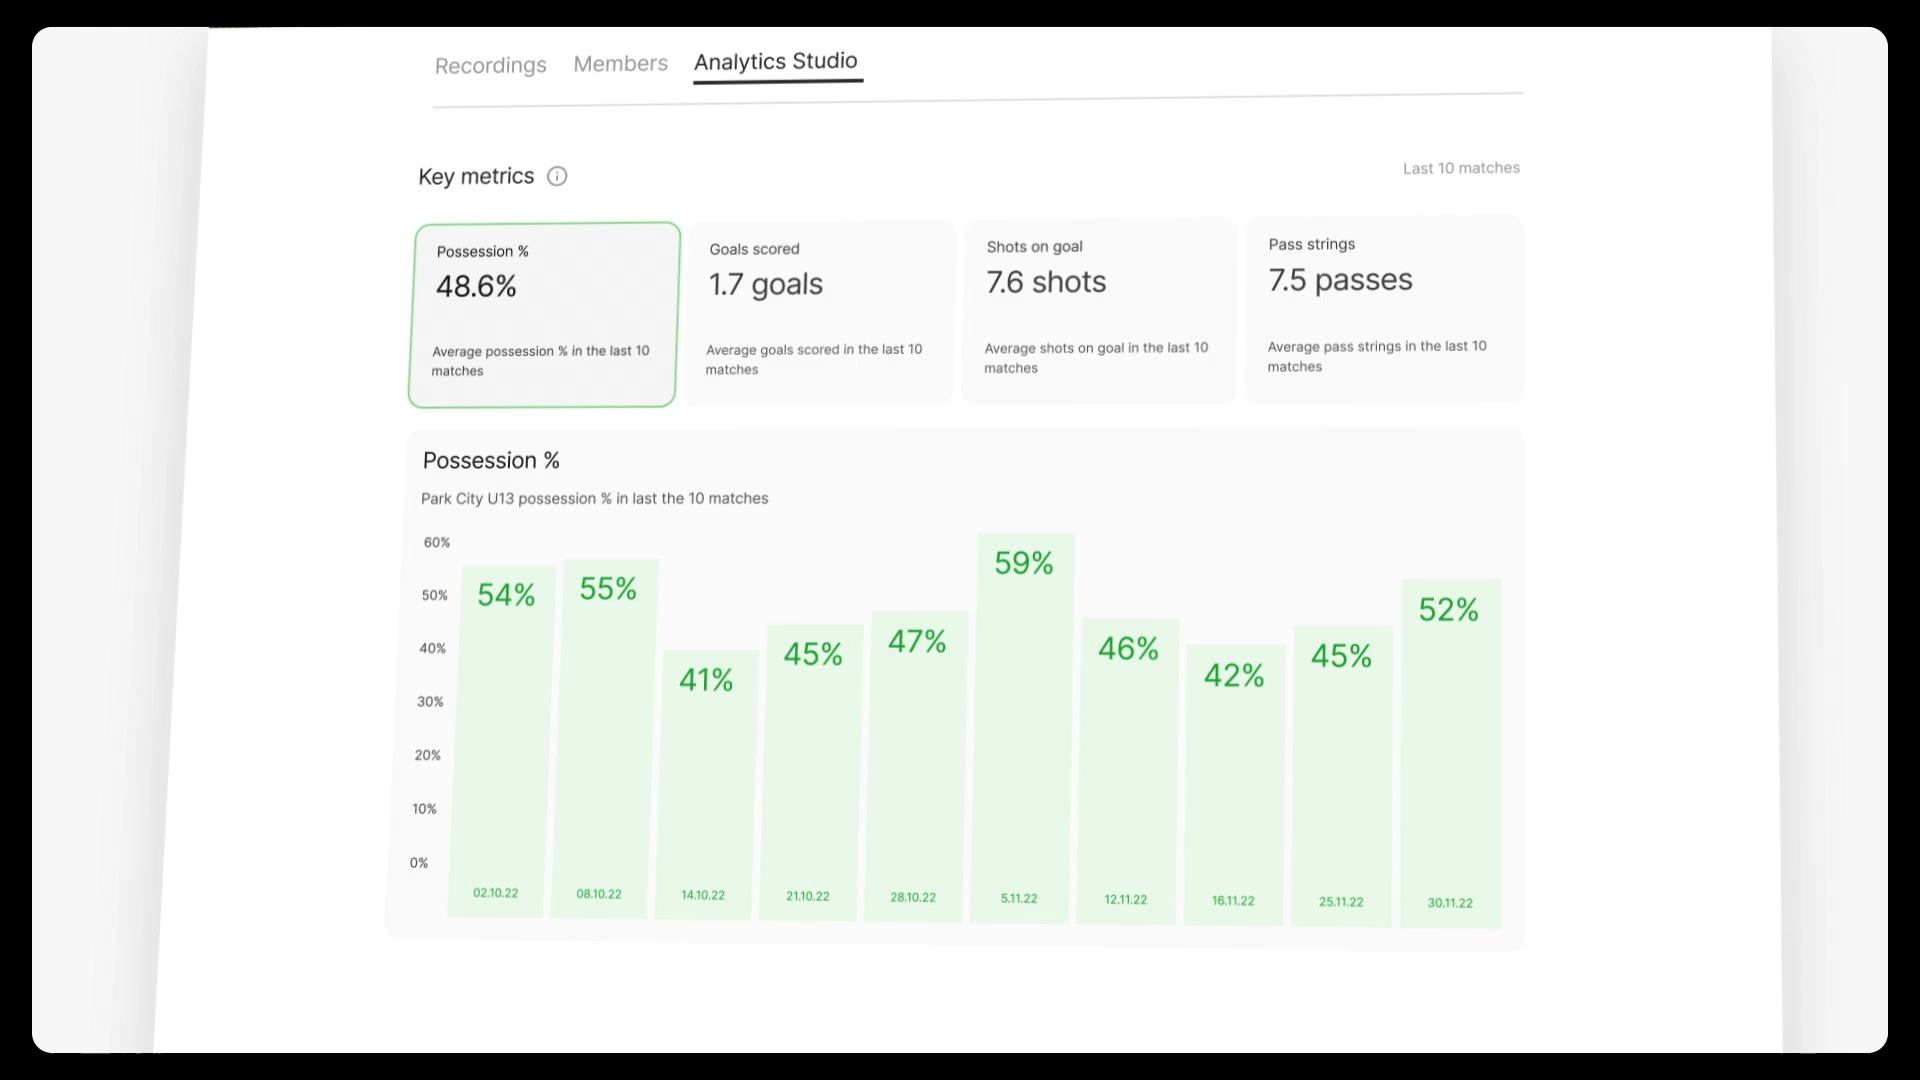 Recordings Members Analytics Studio
Key metrics
Last 10 matches
Possession %
48.6%
Average possession % in the last 10
matches
Goals scored
1.7 goals
Average goals scored in the last 10
matches
Shots on goal
7.6 shots
Average shots on goal in the last 10
matches
Pass strings
7.5 passes
Average pass strings in the last 10
matches
Possession %
Park City U13 possession % in last the 10 matches
60%
50%
40%
30%
20%
10%
0%
54% 55% 41% 45% 47% 59% 46% 42% 45% 52%
02.10.22 08.10.22 14.10.22 21.10.22 28.10.22 5.11.22 12.11.22 16.11.22 25.11.22 30.11.22